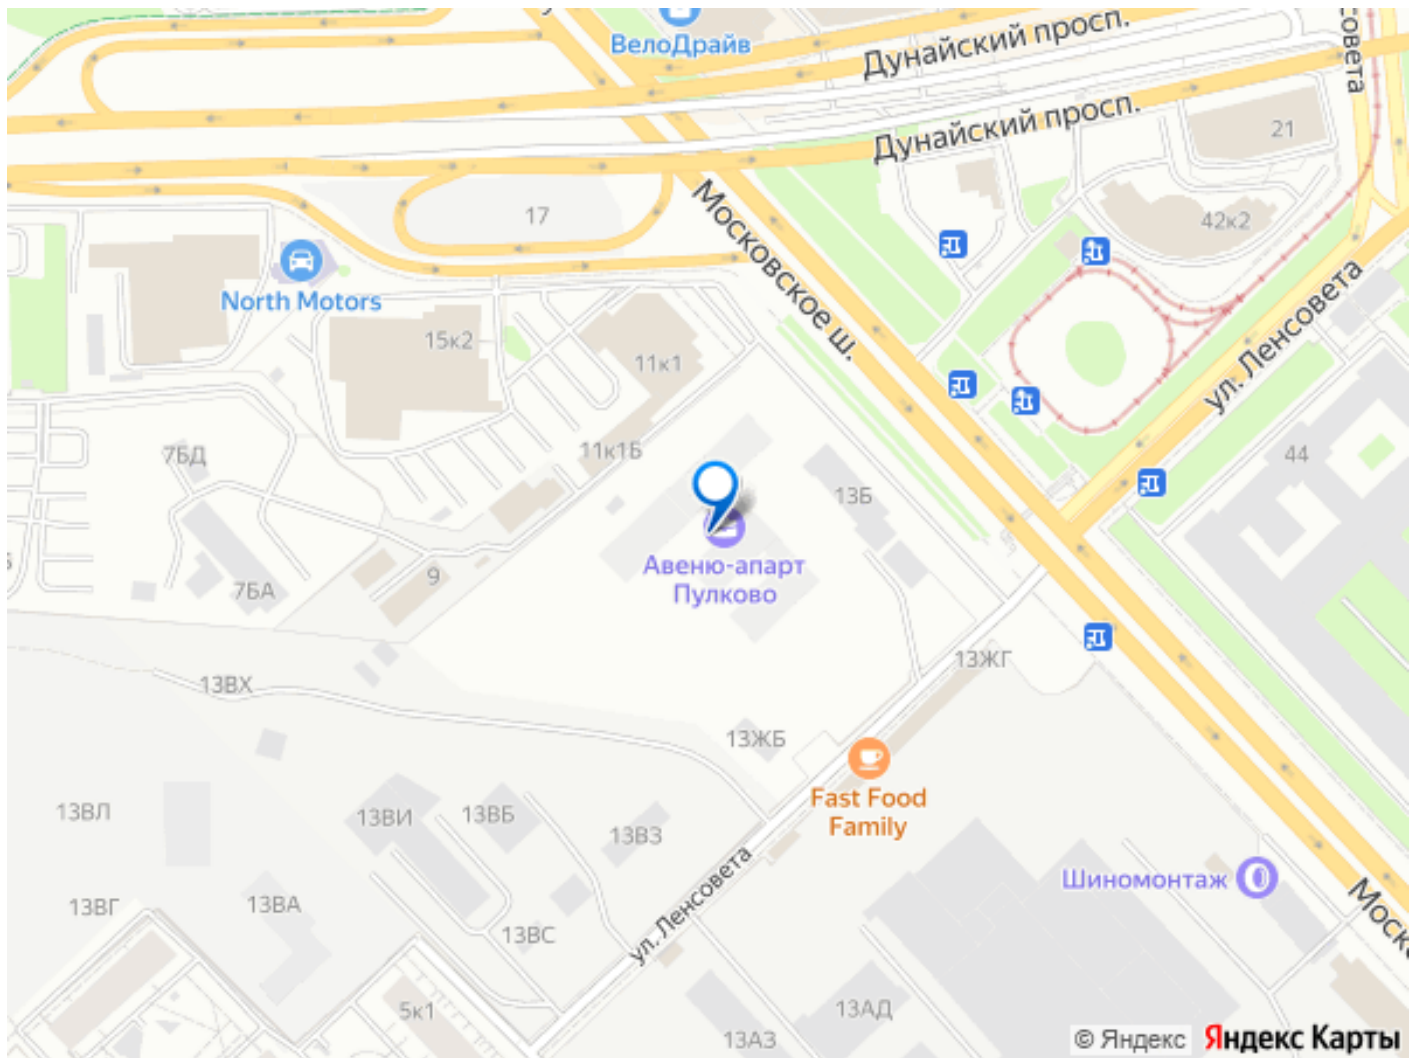 ВелоДрайв
Дунайский просп.
Дунайский просп.
совета
21
17
42к2
Московское ш.
North Motors
ул. Ленсовета
15к2
11к1
7БД
11к1Б
44
13Б
Авеню-апарт
Пулково
9
7БА
13ЖГ
13ВХ
13ЖБ
Fast Food
Family
13ВЛ
13ВИ
13ВБ
13ВЗ
ул. Ленсовета
Шиномонтаж
13ВГ
13ВА
13ВС
Моско
5к1
13АД
13АЗ
© Яндекс
Яндекс Карты